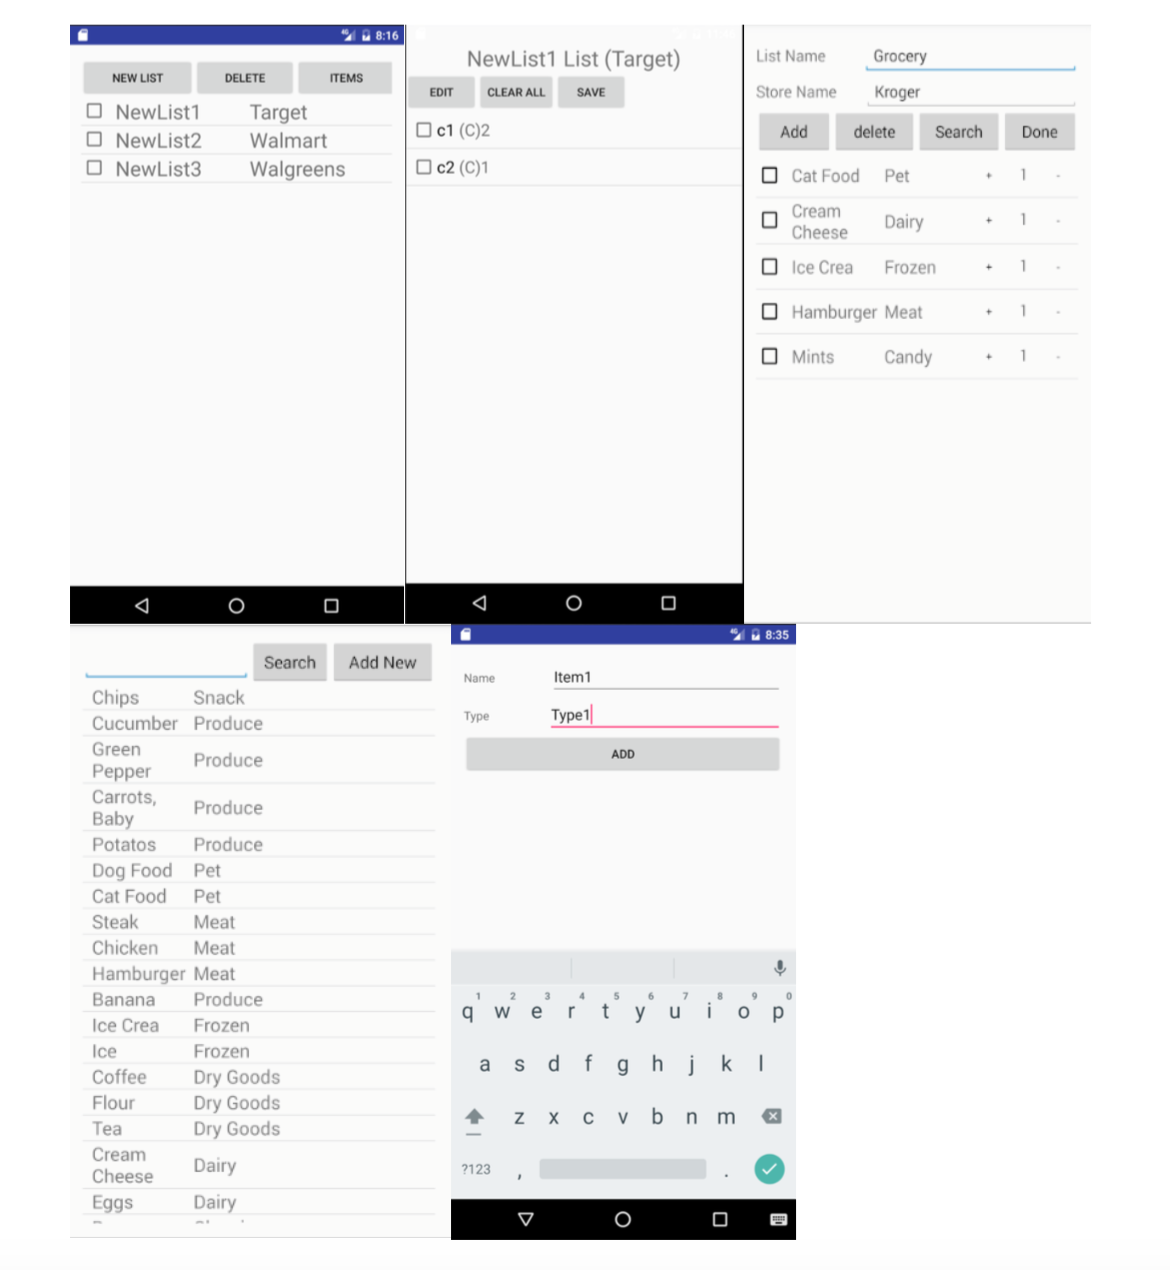 4G 8:16
NEW LIST DELETE ITEMS
NewList1 Target
NewList2 Walmart
NewList3 Walgreens
NewList1 List (Target)
EDIT CLEAR ALL SAVE
c1 (C)2
c2 (C)1
List Name Grocery
Store Name Kroger
Add delete Search Done
Cat Food Pet + 1 -
Cream
Cheese Dairy + 1 -
Ice Crea Frozen + 1 -
Hamburger Meat + 1 -
Mints Candy + 1 -
Search Add New
Chips Snack
Cucumber Produce
Green
Pepper Produce
Carrots,
Baby Produce
Potatos Produce
Dog Food Pet
Cat Food Pet
Steak Meat
Chicken Meat
Hamburger Meat
Banana Produce
Ice Crea Frozen
Ice Frozen
Coffee Dry Goods
Flour Dry Goods
Tea Dry Goods
Cream
Cheese Dairy
Eggs Dairy
4G 8:35
Name Item1
Type Type1
ADD
1 2 3 4 5 6 7 8 9 0
q w e r t y u i o p
a s d f g h j k l
z x c v b n m
?123 , .